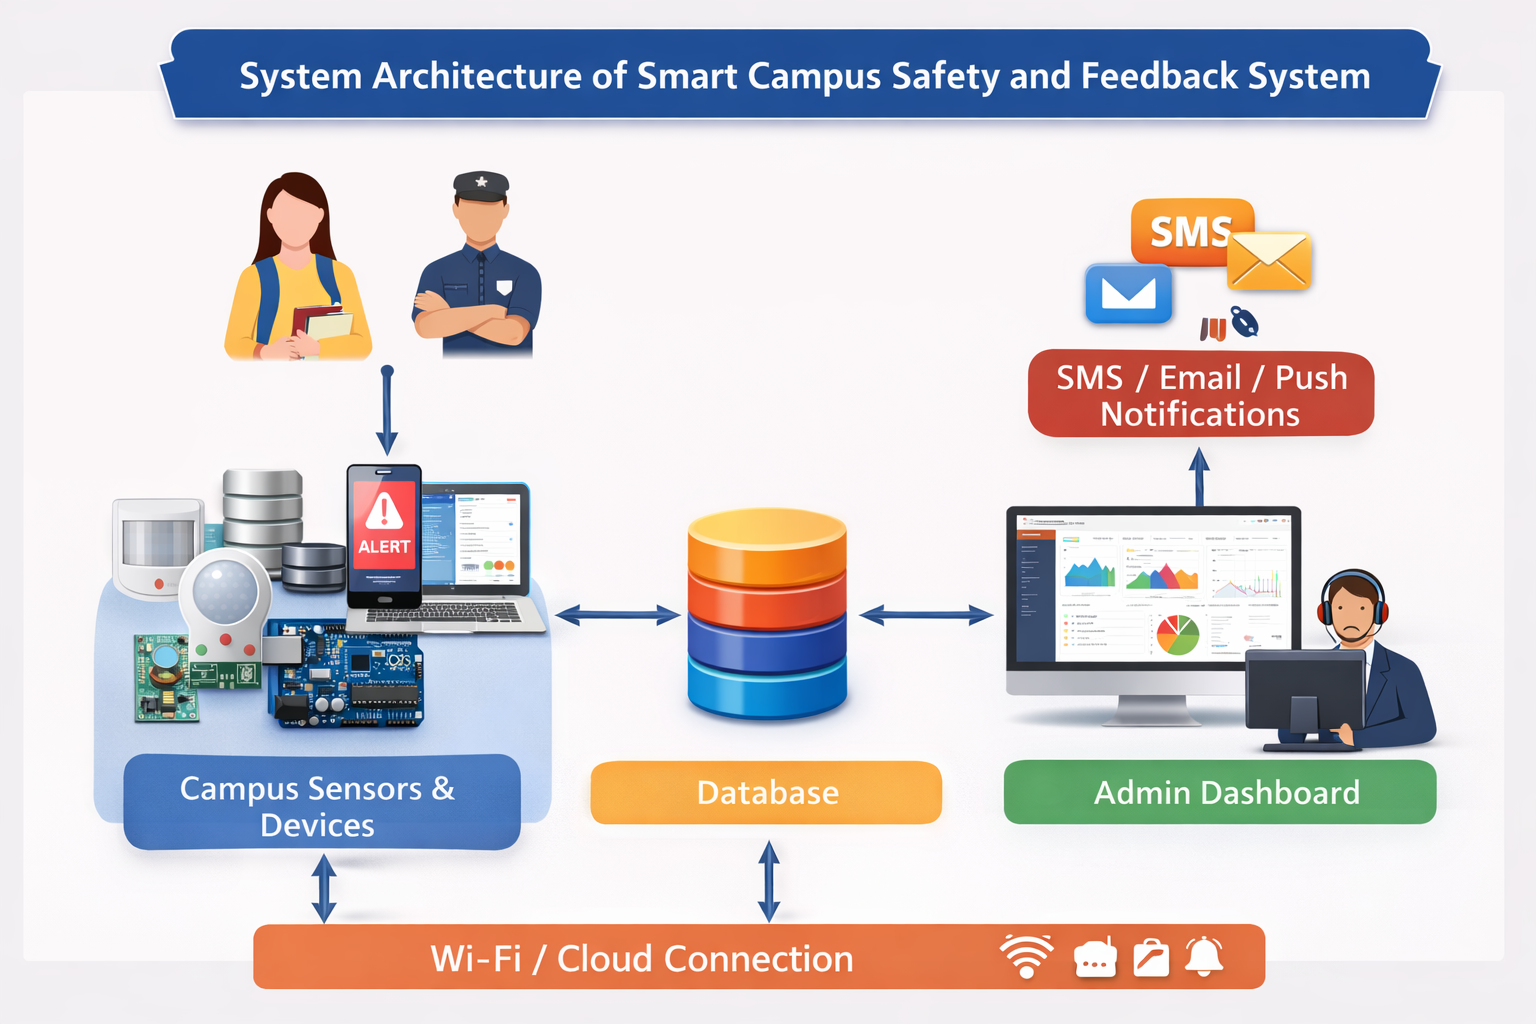 System Architecture of Smart Campus Safety and Feedback System
SMS
SMS / Email / Push
Notifications
ALERT
Campus Sensors &
Devices
Database
Admin Dashboard
Wi-Fi / Cloud Connection